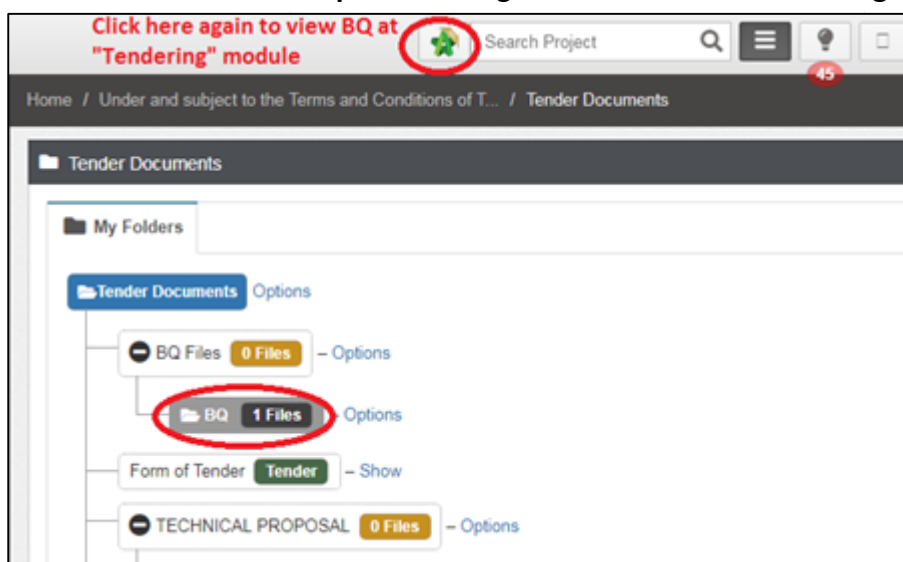 Click here again to view BQ at
"Tendering" module
Search Project
45
Home / Under and subject to the Terms and Conditions of T... / Tender Documents
Tender Documents
My Folders
Tender Documents Options
BQ Files 0 Files – Options
BQ 1 Files – Options
Form of Tender Tender – Show
TECHNICAL PROPOSAL 0 Files – Options